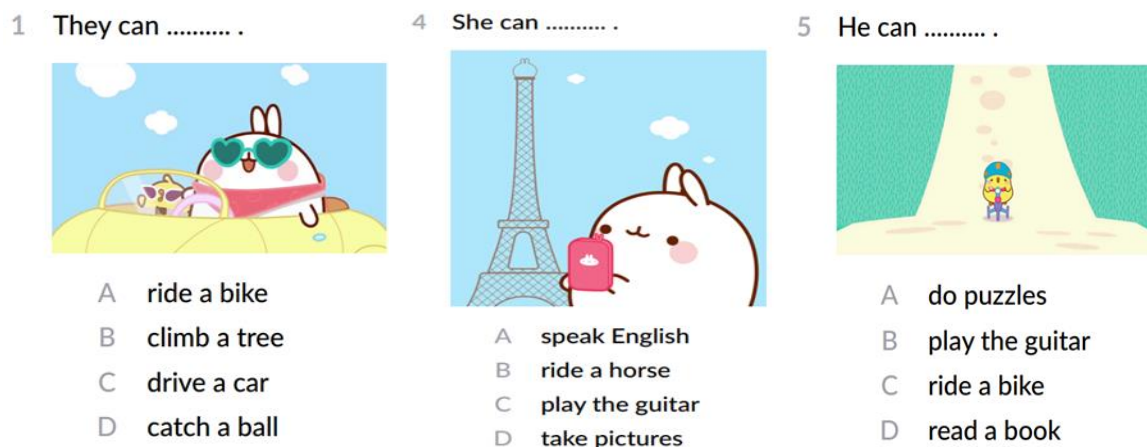 1 They can .......... .
A ride a bike
B climb a tree
C drive a car
D catch a ball
4 She can .......... .
A speak English
B ride a horse
C play the guitar
D take pictures
5 He can .......... .
A do puzzles
B play the guitar
C ride a bike
D read a book